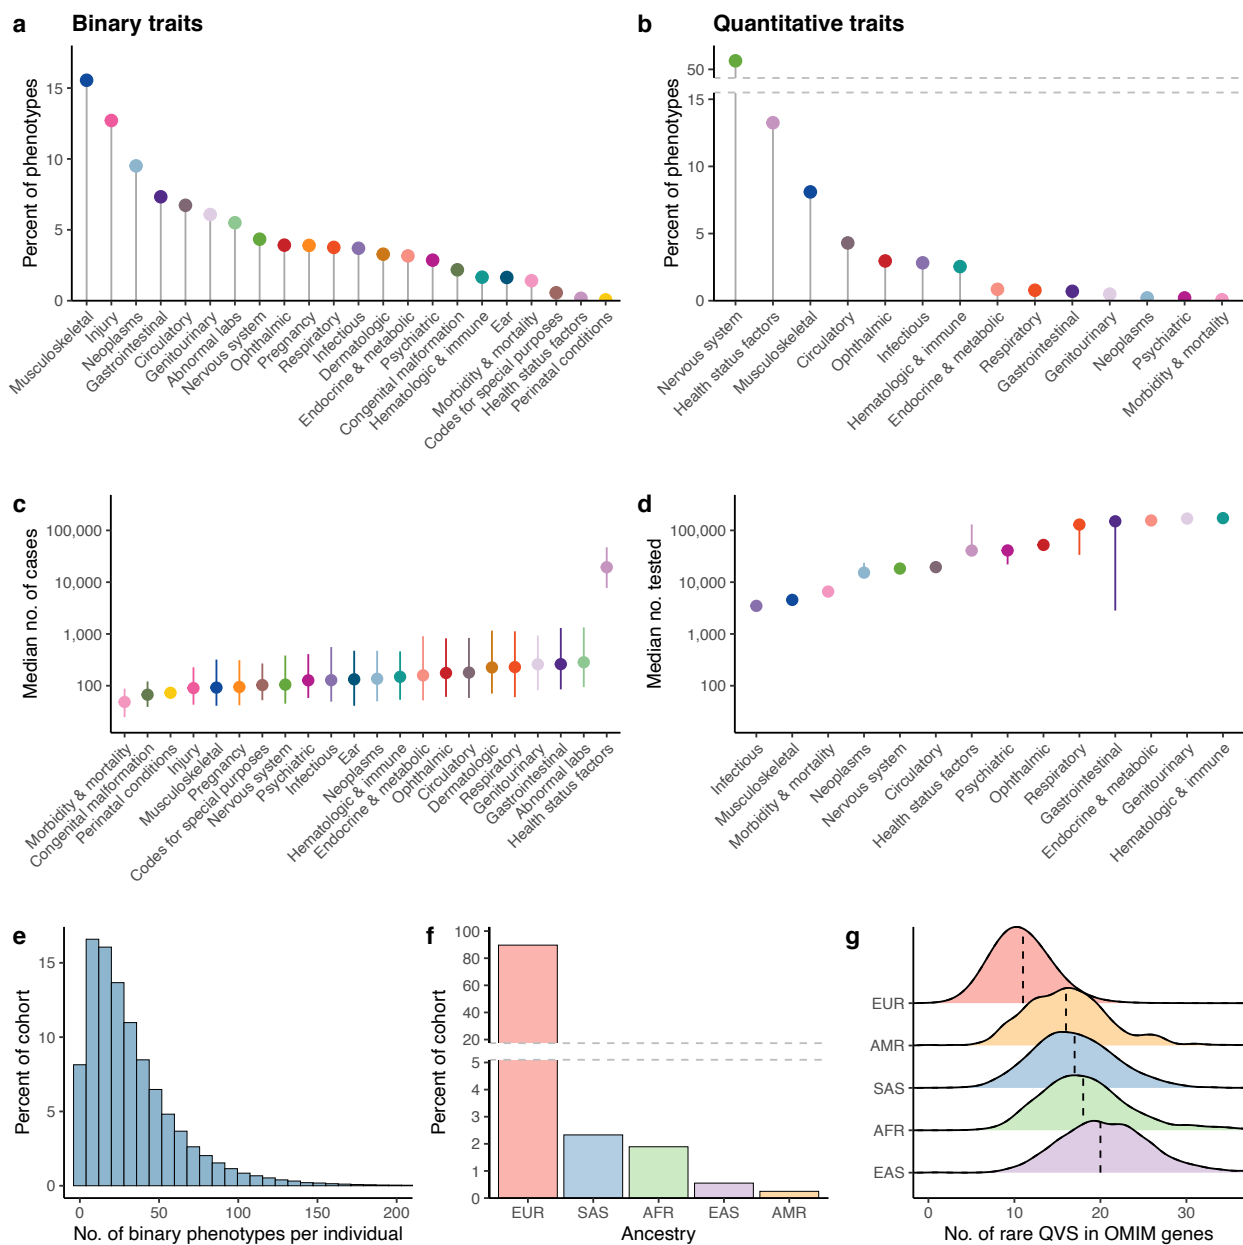 a Binary traits
Percent of phenotypes
15
10
5
0
Musculoskeletal
Injury
Neoplasms
Gastrointestinal
Circulatory
Genitourinary
Abnormal labs
Nervous system
Ophthalmic
Pregnancy
Respiratory
Infectious
Dermatologic
Endocrine & metabolic
Psychiatric
Congenital malformation
Hematologic & immune
Ear
Morbidity & mortality
Codes for special purposes
Health status factors
Perinatal conditions
b Quantitative traits
Percent of phenotypes
50
15
10
5
0
Nervous system
Health status factors
Musculoskeletal
Circulatory
Ophthalmic
Infectious
Hematologic & immune
Endocrine & metabolic
Respiratory
Gastrointestinal
Genitourinary
Neoplasms
Psychiatric
Morbidity & mortality
c
Median no. of cases
100,000
10,000
1,000
100
Morbidity & mortality
Congenital malformation
Perinatal conditions
Injury
Musculoskeletal
Pregnancy
Codes for special purposes
Nervous system
Psychiatric
Infectious
Ear
Neoplasms
Hematologic & immune
Endocrine & metabolic
Ophthalmic
Circulatory
Dermatologic
Respiratory
Genitourinary
Gastrointestinal
Abnormal labs
Health status factors
d
Median no. tested
100,000
10,000
1,000
100
Infectious
Musculoskeletal
Morbidity & mortality
Neoplasms
Nervous system
Circulatory
Health status factors
Psychiatric
Ophthalmic
Respiratory
Gastrointestinal
Endocrine & metabolic
Genitourinary
Hematologic & immune
e
Percent of cohort
15
10
5
0
0 50 100 150 200
No. of binary phenotypes per individual
f
Percent of cohort
100
80
60
40
20
5
4
3
2
1
0
EUR SAS AFR EAS AMR
Ancestry
g
EUR
AMR
SAS
AFR
EAS
0 10 20 30
No. of rare QVS in OMIM genes